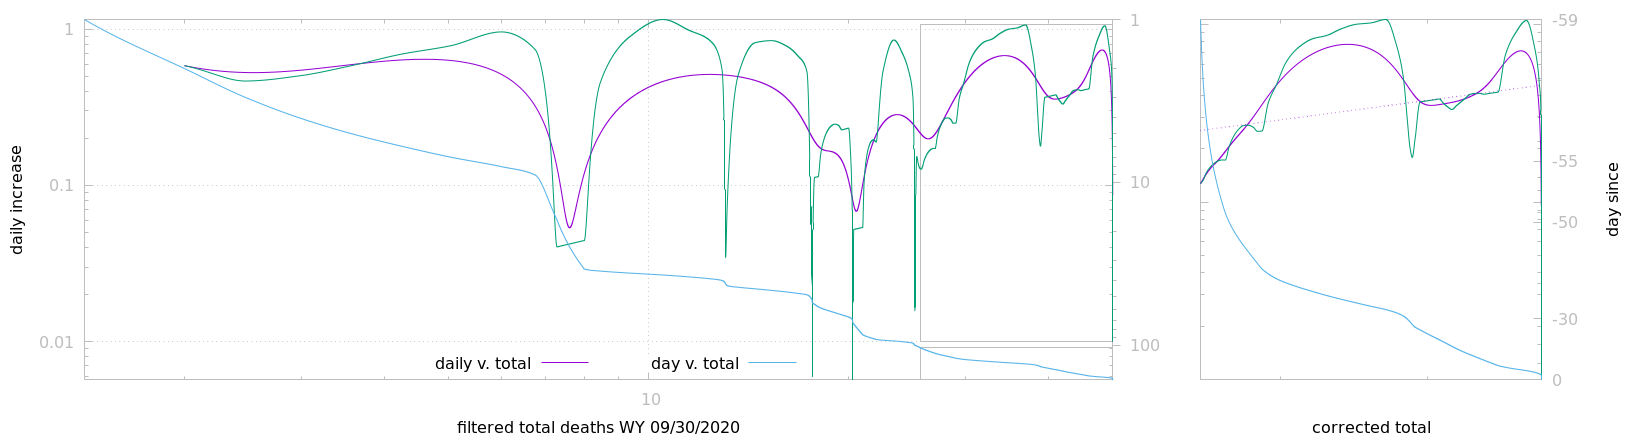 1
0.1
0.01
daily increase
daily v. total
day v. total
10
filtered total deaths WY 09/30/2020
1
10
100
-59
-55
-50
-30
0
day since
corrected total